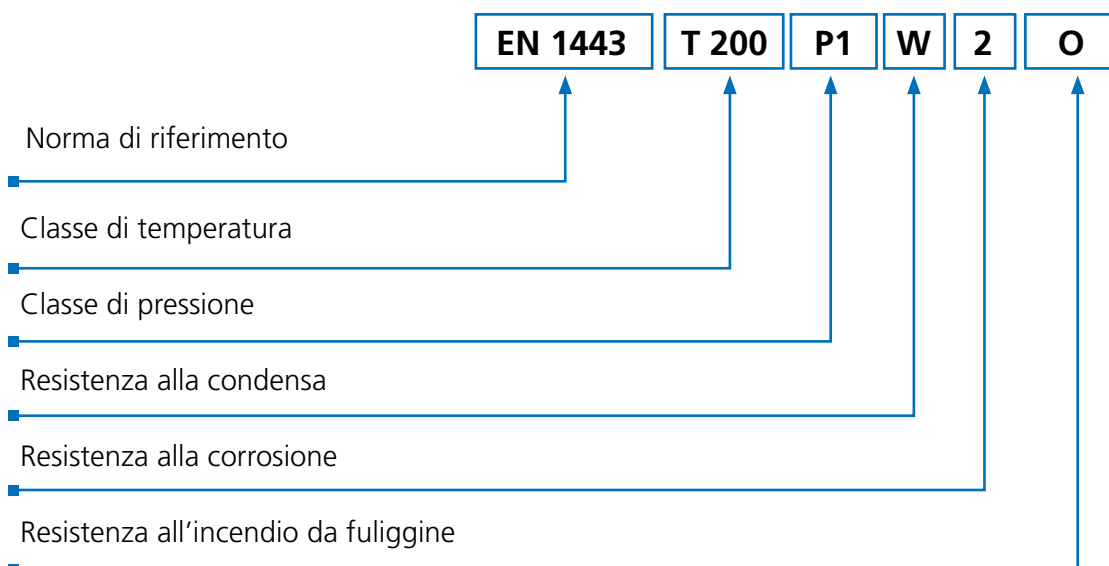 EN 1443 T 200 P1 W 2 O
Norma di riferimento
Classe di temperatura
Classe di pressione
Resistenza alla condensa
Resistenza alla corrosione
Resistenza all’incendio da fuliggine